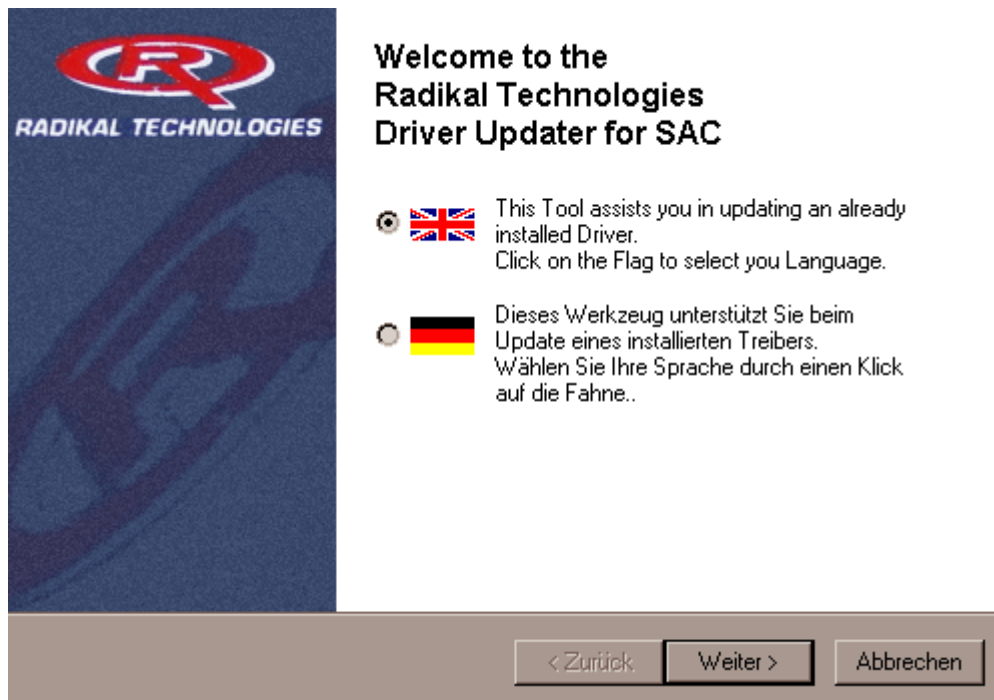 RADIKAL TECHNOLOGIES
Welcome to the
Radikal Technologies
Driver Updater for SAC
This Tool assists you in updating an already
installed Driver.
Click on the Flag to select you Language.
Dieses Werkzeug unterstützt Sie beim
Update eines installierten Treibers.
Wählen Sie Ihre Sprache durch einen Klick
auf die Fahne..
< Zurück
Weiter >
Abbrechen